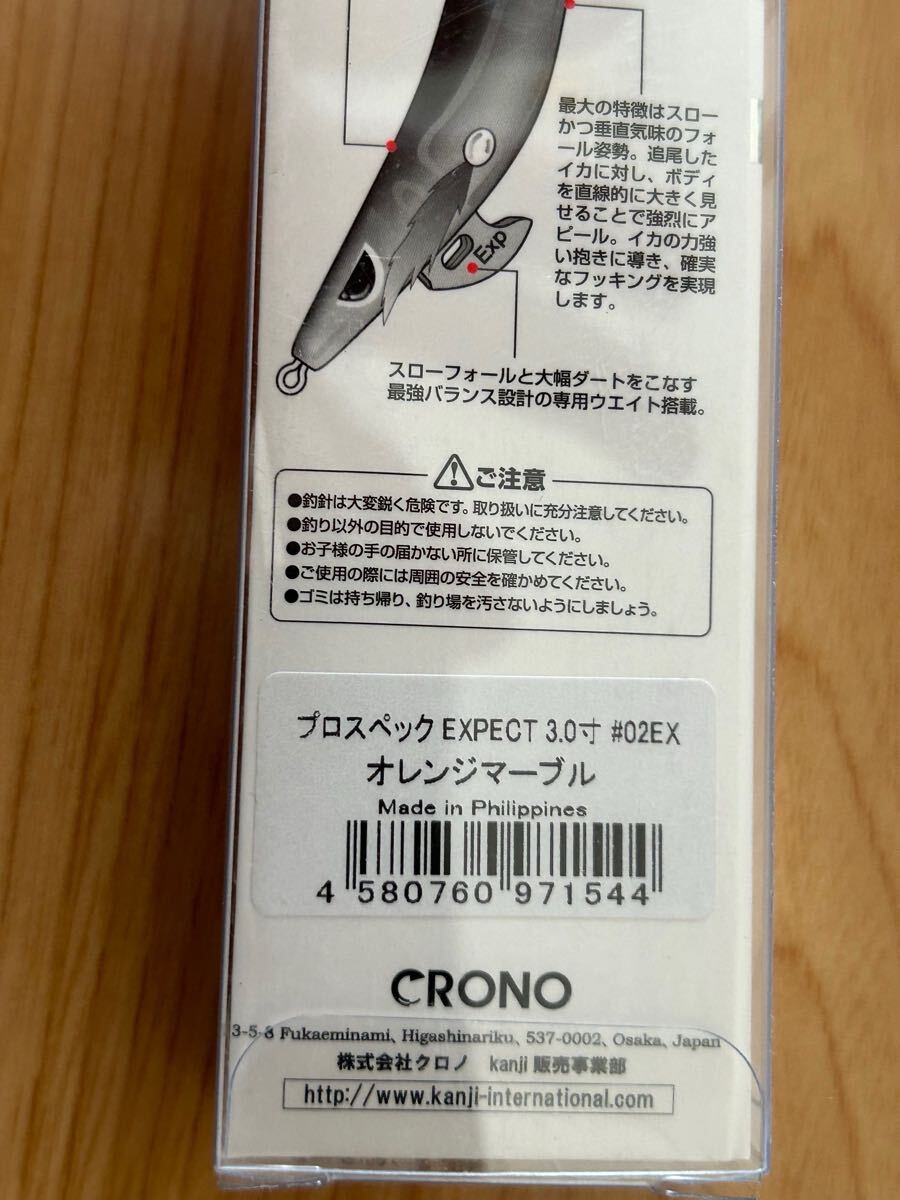 最大の特徴はスロー
かつ垂直気味のフォ
ール姿勢。追尾した
イカに対し、ボディ
を直線的に大きく見
せることで強烈にア
ピール。イカの力強
い抱きに導き、確実
なフッキングを実現
します。
Exp
スローフォールと大幅ダートをこなす
最強バランス設計の専用ウエイト搭載。
ご注意
●釣針は大変鋭く危険です。取り扱いに充分注意してください。
●釣り以外の目的で使用しないでください。
●お子様の手の届かない所に保管してください。
●ご使用の際には周囲の安全を確かめてください。
●ゴミは持ち帰り、釣り場を汚さないようにしましょう。
プロスペック EXPECT 3.0寸 #02EX
オレンジマーブル
Made in Philippines
4 580760 971544
CRONO
3-5-8 Fukaeminami, Higashinariku, 537-0002, Osaka, Japan
株式会社クロノ kanji 販売事業部
http://www.kanji-international.com